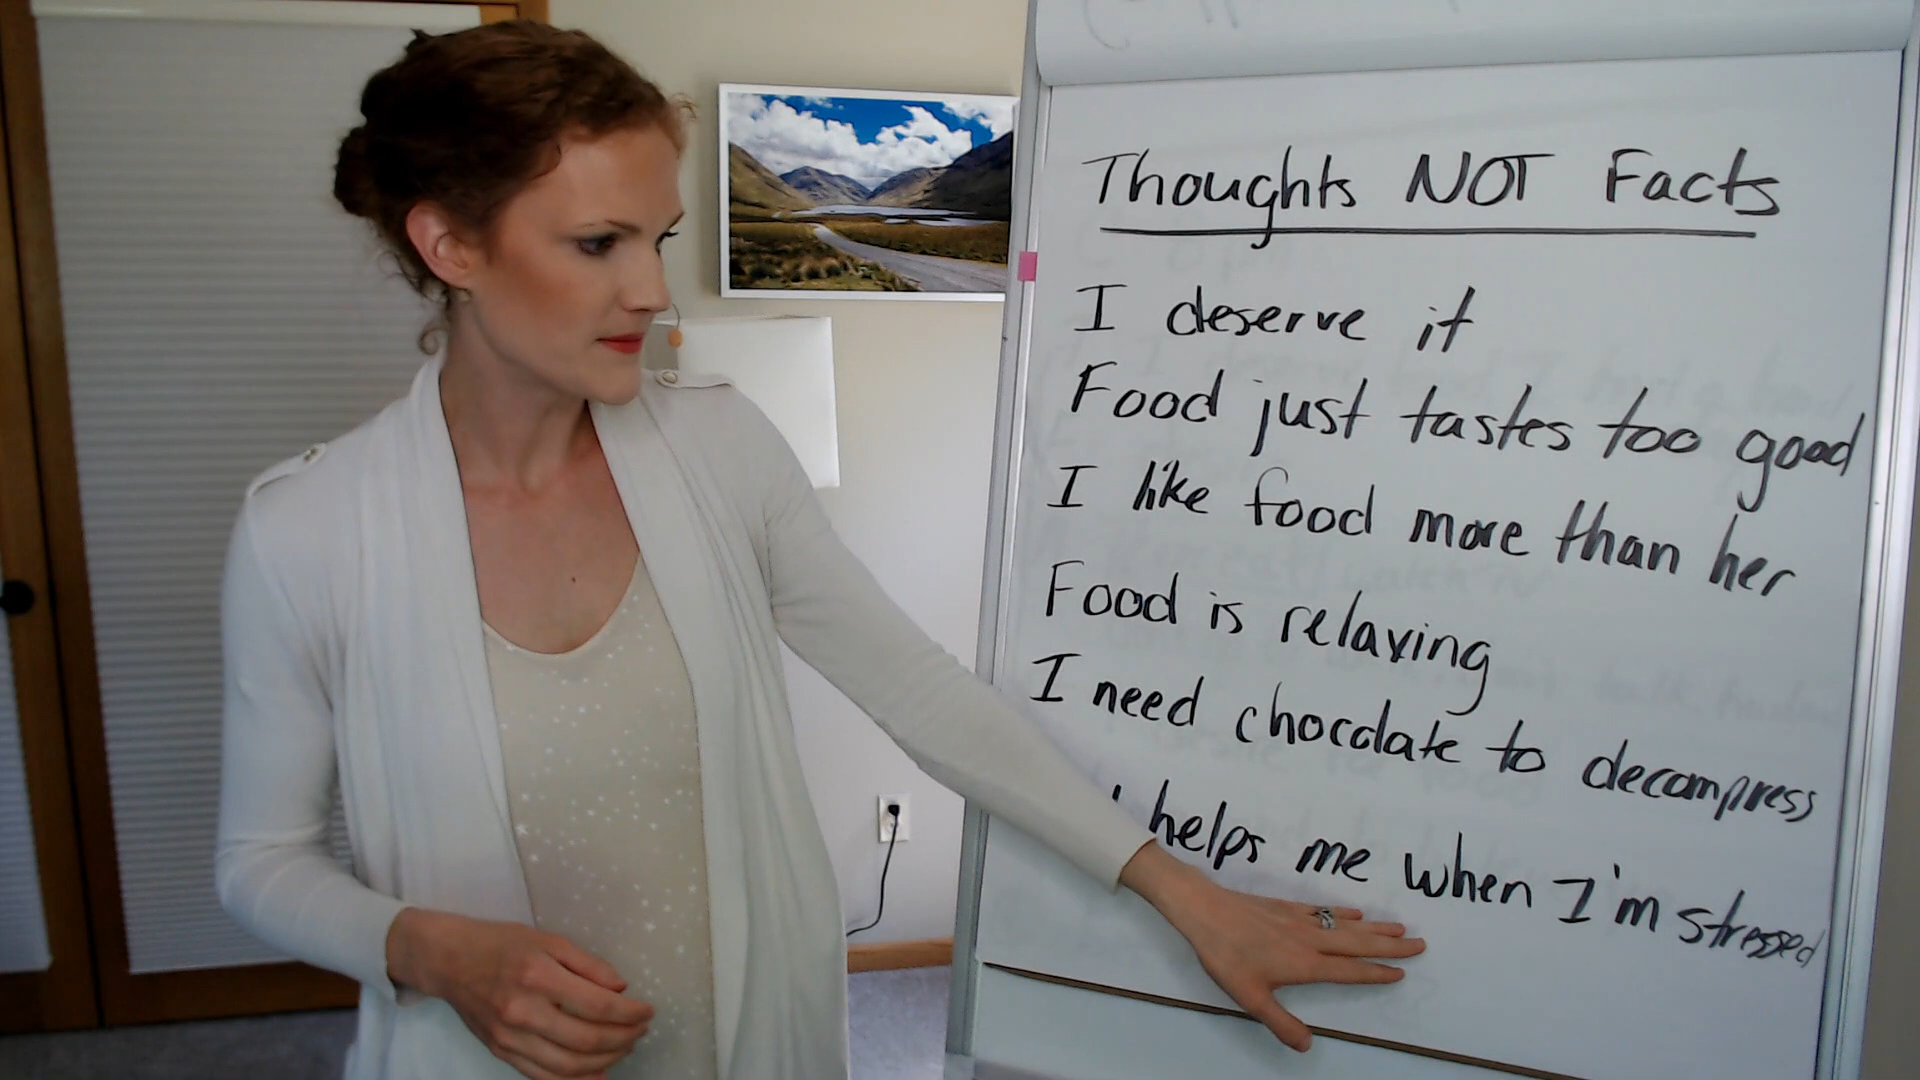 Thoughts NOT Facts
I deserve it
Food just tastes too good
I like food more than her
Food is relaxing
I need chocolate to decompress
helps me when I'm stressed